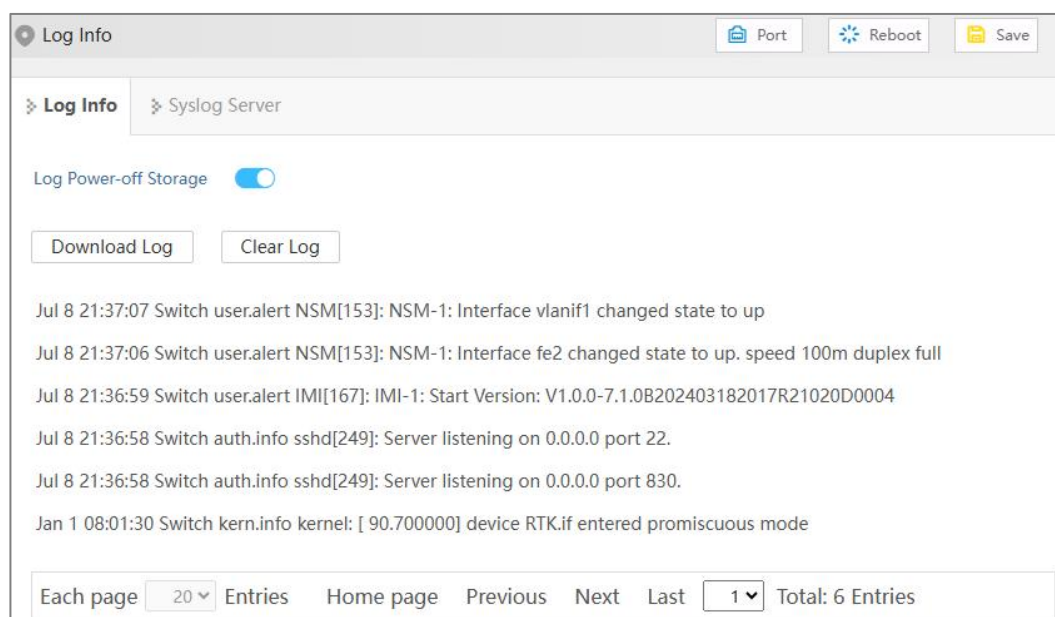 Log Info Port Reboot Save
Log Info Syslog Server
Log Power-off Storage
Download Log Clear Log
Jul 8 21:37:07 Switch user.alert NSM[153]: NSM-1: Interface vlanif1 changed state to up
Jul 8 21:37:06 Switch user.alert NSM[153]: NSM-1: Interface fe2 changed state to up. speed 100m duplex full
Jul 8 21:36:59 Switch user.alert IMI[167]: IMI-1: Start Version: V1.0.0-7.1.0B202403182017R21020D0004
Jul 8 21:36:58 Switch auth.info sshd[249]: Server listening on 0.0.0.0 port 22.
Jul 8 21:36:58 Switch auth.info sshd[249]: Server listening on 0.0.0.0 port 830.
Jan 1 08:01:30 Switch kern.info kernel: [ 90.700000] device RTK.if entered promiscuous mode
Each page 20 Entries Home page Previous Next Last 1 Total: 6 Entries